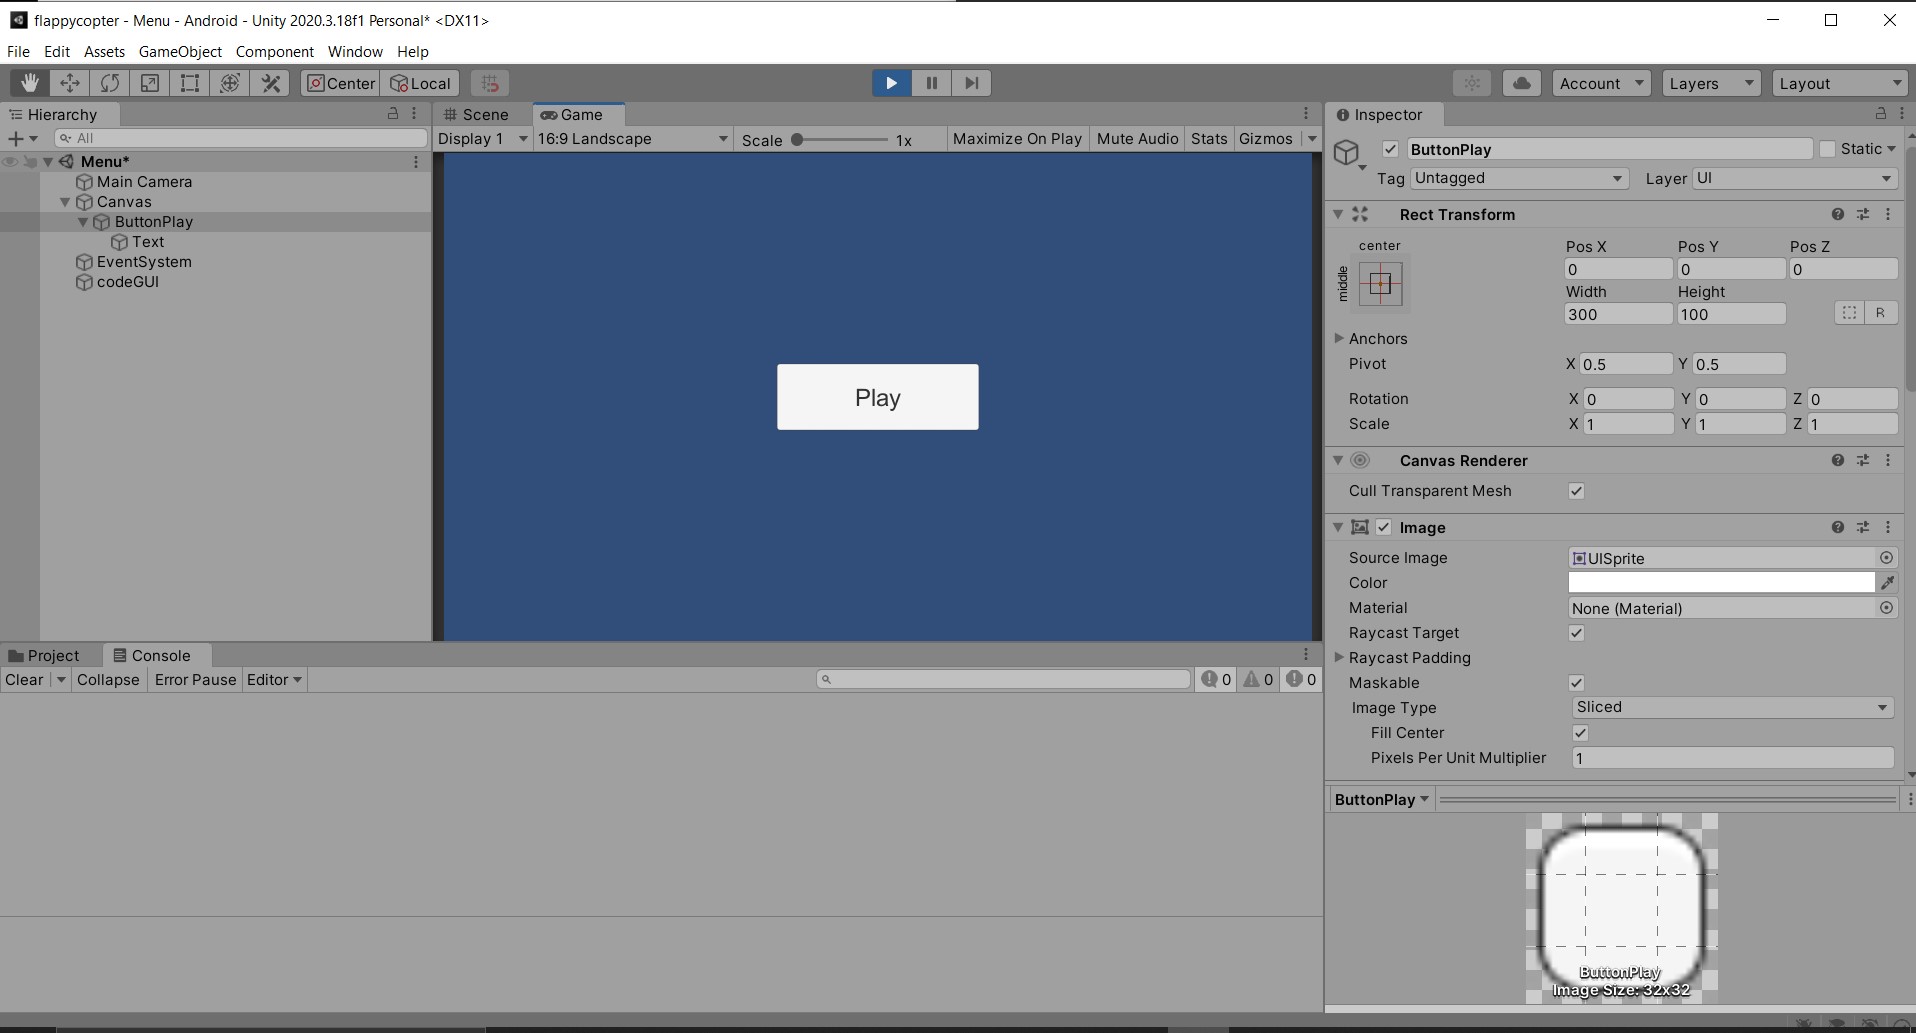 flappycopter - Menu - Android - Unity 2020.3.18f1 Personal* <DX11>
File Edit Assets GameObject Component Window Help
Center Local Account Layers Layout
Hierarchy
All
Menu*
Main Camera
Canvas
ButtonPlay
Text
EventSystem
codeGUI
Scene Game
Display 1 16:9 Landscape Scale 1x Maximize On Play Mute Audio Stats Gizmos
Play
Project Console
Clear Collapse Error Pause Editor 0 0 0
Inspector
ButtonPlay Static
Tag Untagged Layer UI
Rect Transform
center
middle
Pos X Pos Y Pos Z
0 0 0
Width Height
300 100
R
Anchors
Pivot X 0.5 Y 0.5
Rotation X 0 Y 0 Z 0
Scale X 1 Y 1 Z 1
Canvas Renderer
Cull Transparent Mesh
Image
Source Image UISprite
Color
Material None (Material)
Raycast Target
Raycast Padding
Maskable
Image Type Sliced
Fill Center
Pixels Per Unit Multiplier 1
ButtonPlay
ButtonPlay
Image Size: 32x32